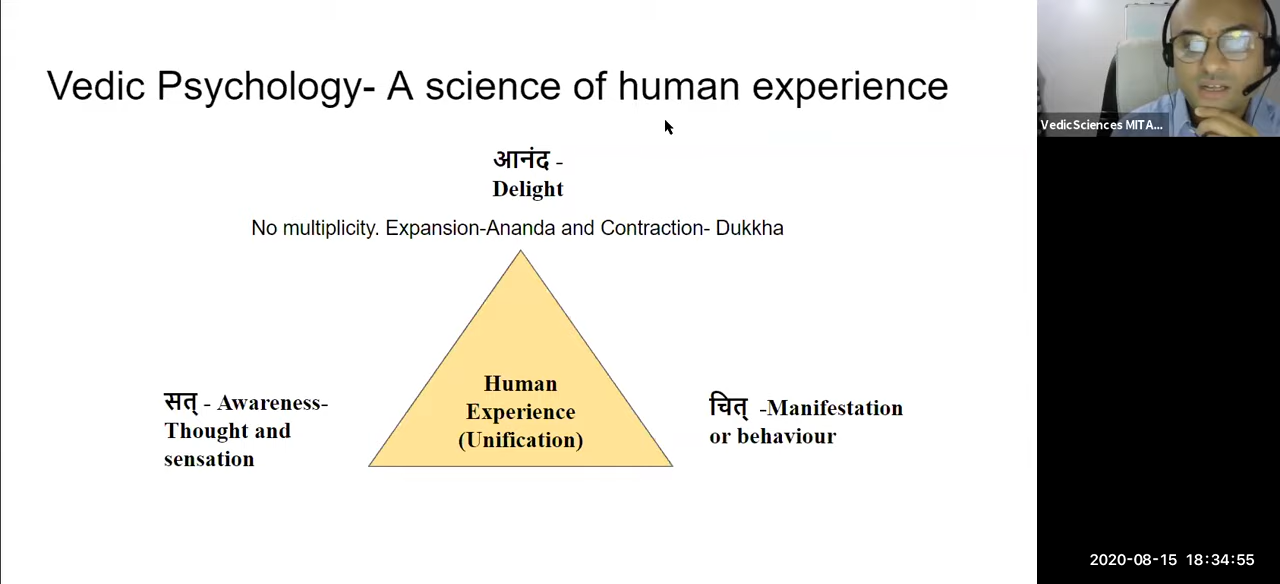 Vedic Psychology- A science of human experience
VedicSciences MITA...
आनंद -
Delight
No multiplicity. Expansion-Ananda and Contraction- Dukkha
Human
Experience
(Unification)
सत् - Awareness-
Thought and
sensation
चित् -Manifestation
or behaviour
2020-08-15 18:34:55